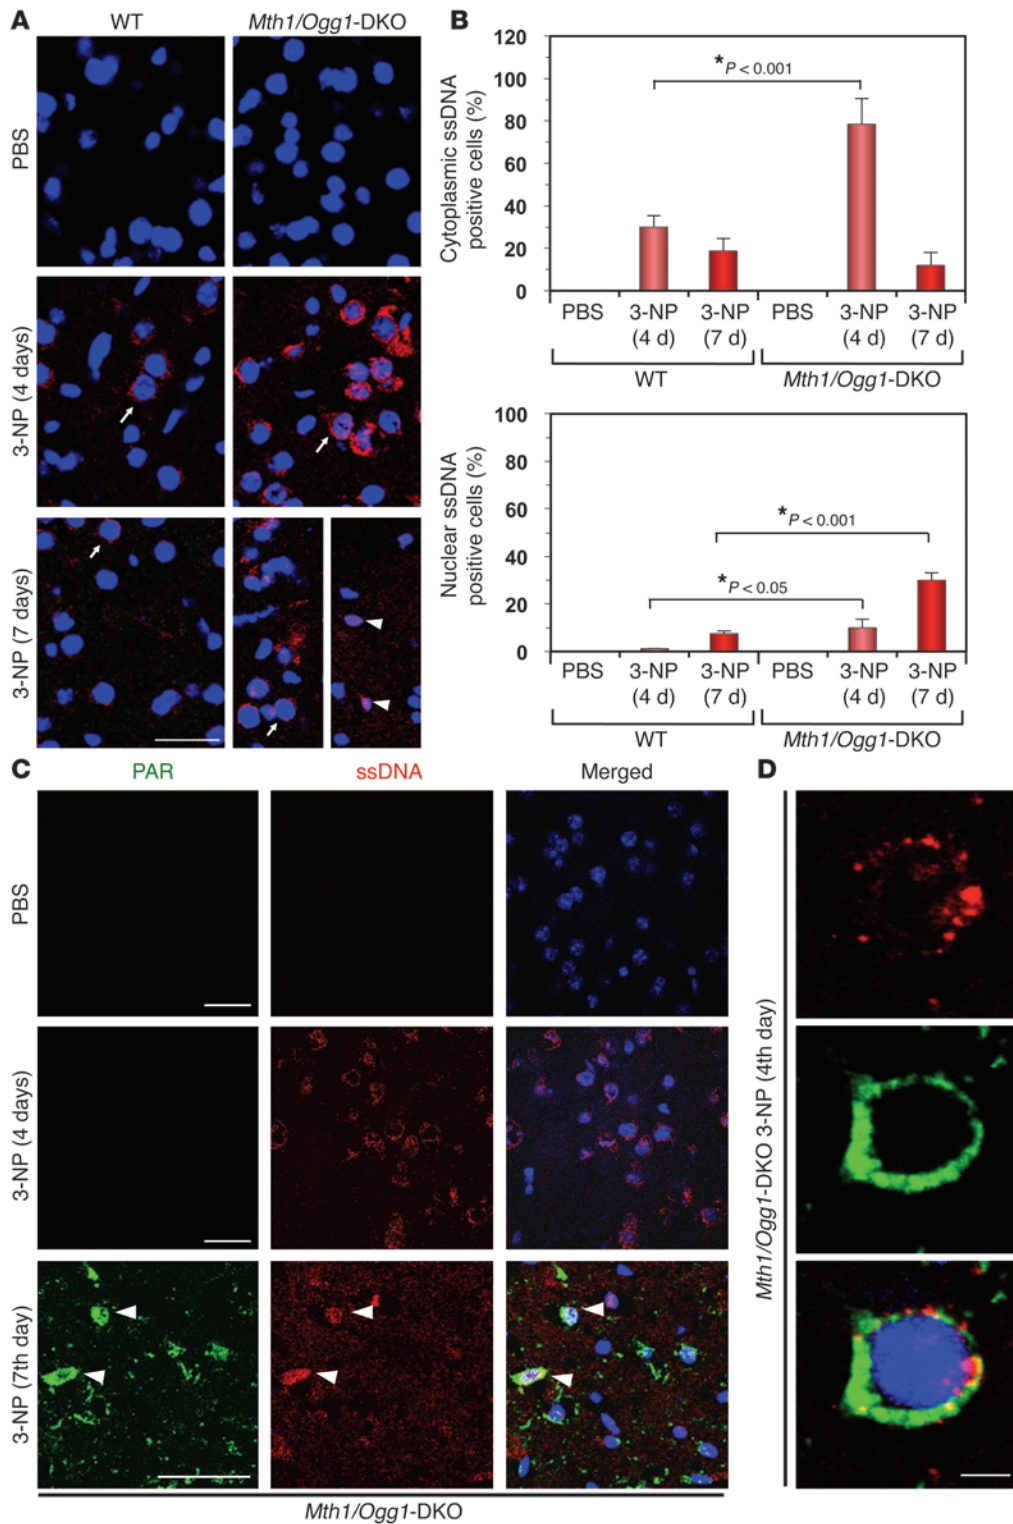 A
WT
Mth1/Ogg1-DKO
PBS
3-NP (4 days)
3-NP (7 days)
B
Cytoplasmic ssDNA
positive cells (%)
120
100
80
60
40
20
0
* P < 0.001
PBS
3-NP
(4 d)
3-NP
(7 d)
PBS
3-NP
(4 d)
3-NP
(7 d)
WT
Mth1/Ogg1-DKO
Nuclear ssDNA
positive cells (%)
100
80
60
40
20
0
* P < 0.001
* P < 0.05
PBS
3-NP
(4 d)
3-NP
(7 d)
PBS
3-NP
(4 d)
3-NP
(7 d)
WT
Mth1/Ogg1-DKO
C
PAR
ssDNA
Merged
PBS
3-NP (4 days)
3-NP (7th day)
Mth1/Ogg1-DKO
D
Mth1/Ogg1-DKO 3-NP (4th day)